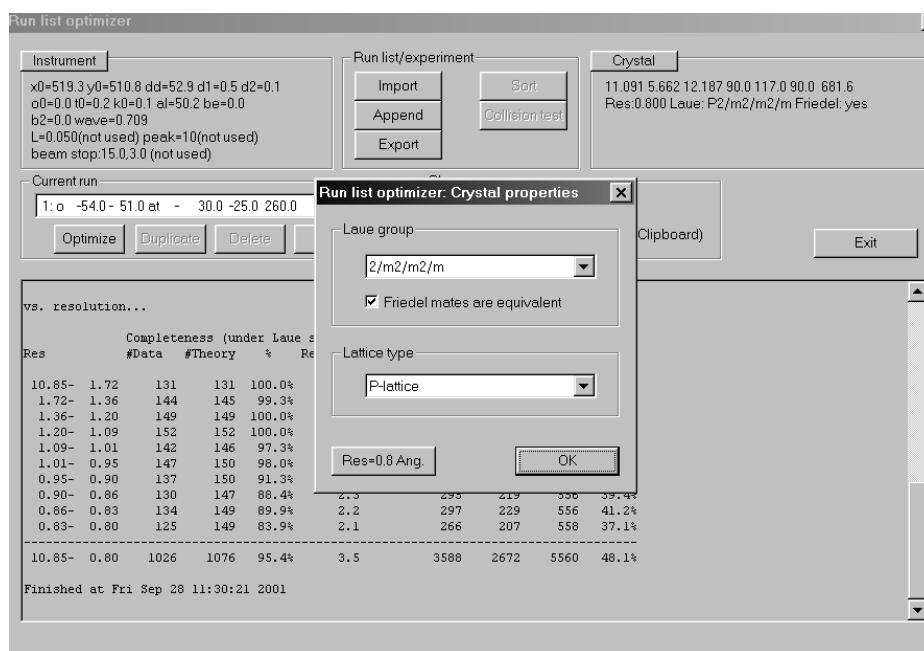 Run list optimizer
Instrument
x0=519.3 y0=510.8 dd=52.9 d1=0.5 d2=0.1
o0=0.0 t0=0.2 k0=0.1 al=50.2 be=0.0
b2=0.0 wave=0.709
L=0.050(not used) peak=10(not used)
beam stop:15.0,3.0 (not used)
Run list/experiment
Import
Sort
Append
Collision test
Export
Crystal
11.091 5.662 12.187 90.0 117.0 90.0 681.6
Res:0.800 Laue: P2/m2/m2/m Friedel: yes
Current run
1: o -54.0 - 51.0 at - 30.0 -25.0 260.0
Optimize
Duplicate
Delete
Clipboard)
Exit
Run list optimizer: Crystal properties
Laue group
2/m2/m2/m
Friedel mates are equivalent
Lattice type
P-lattice
Res=0.8 Ang.
OK
vs. resolution...
Completeness (under Laue s
Res #Data #Theory % Re
10.85- 1.72 131 131 100.0%
1.72- 1.36 144 145 99.3%
1.36- 1.20 149 149 100.0%
1.20- 1.09 152 152 100.0%
1.09- 1.01 142 146 97.3%
1.01- 0.95 147 150 98.0%
0.95- 0.90 137 150 91.3%
0.90- 0.86 130 147 88.4% 2.3 293 219 556 39.4%
0.86- 0.83 134 149 89.9% 2.2 297 229 556 41.2%
0.83- 0.80 125 149 83.9% 2.1 266 207 558 37.1%
10.85- 0.80 1026 1076 95.4% 3.5 3588 2672 5560 48.1%
Finished at Fri Sep 28 11:30:21 2001